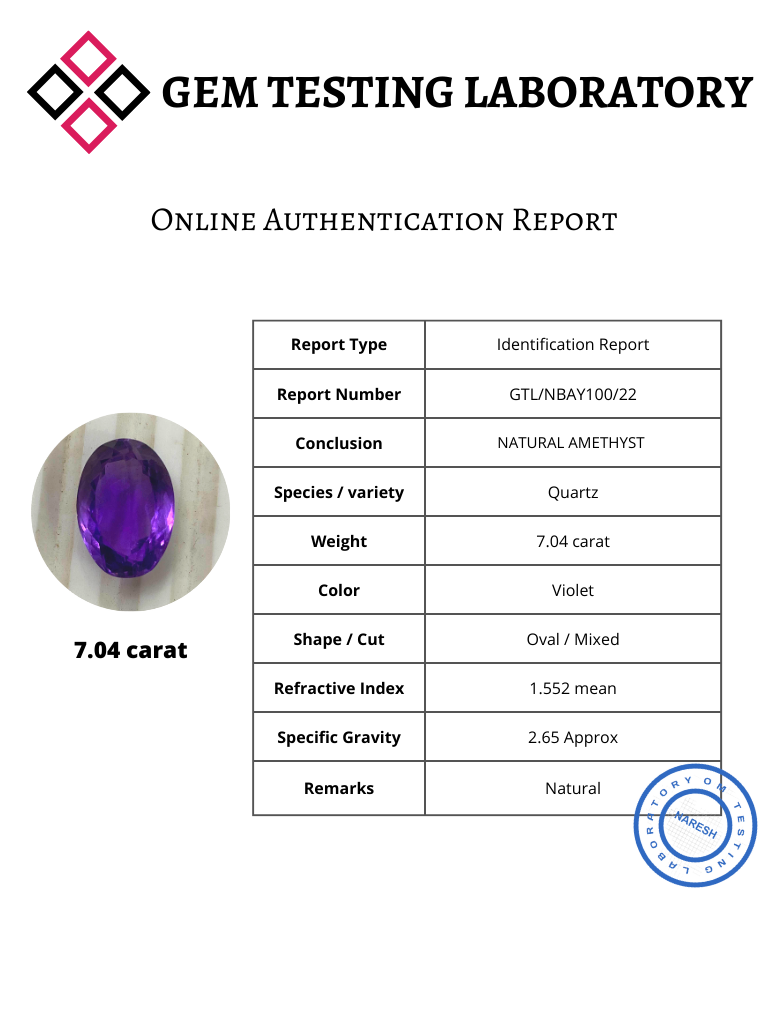 GEM TESTING LABORATORY
Online Authentication Report
Report Type Identification Report
Report Number GTL/NBAY100/22
Conclusion NATURAL AMETHYST
Species / variety Quartz
Weight 7.04 carat
Color Violet
Shape / Cut Oval / Mixed
Refractive Index 1.552 mean
Specific Gravity 2.65 Approx
Remarks Natural
7.04 carat
OM TESTING LABORATORY
NARESH